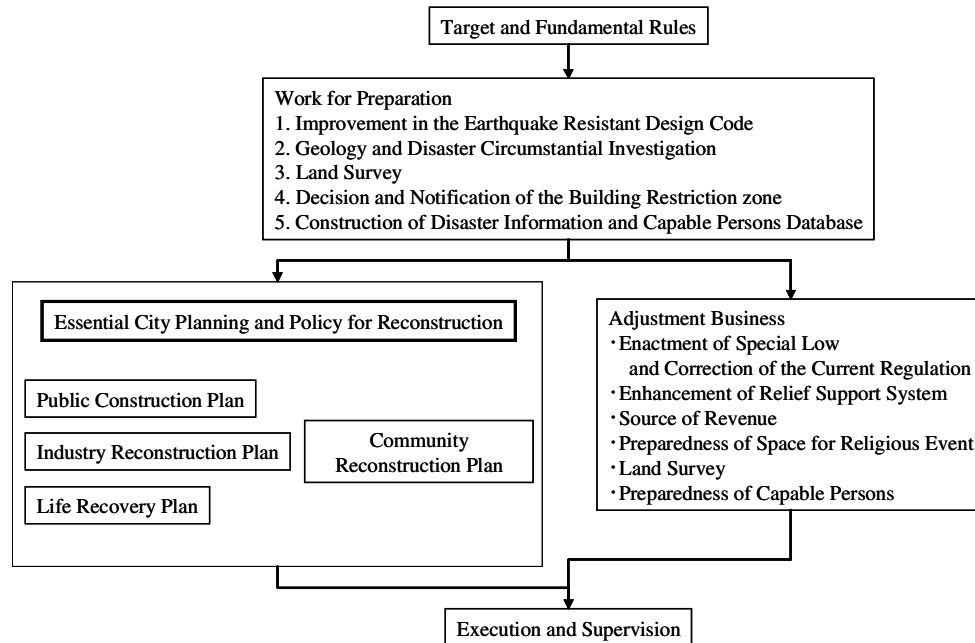 Target and Fundamental Rules
Work for Preparation
1. Improvement in the Earthquake Resistant Design Code
2. Geology and Disaster Circumstantial Investigation
3. Land Survey
4. Decision and Notification of the Building Restriction zone
5. Construction of Disaster Information and Capable Persons Database
Essential City Planning and Policy for Reconstruction
Public Construction Plan
Industry Reconstruction Plan
Life Recovery Plan
Community
Reconstruction Plan
Adjustment Business
・Enactment of Special Low
and Correction of the Current Regulation
・Enhancement of Relief Support System
・Source of Revenue
・Preparedness of Space for Religious Event
・Land Survey
・Preparedness of Capable Persons
Execution and Supervision